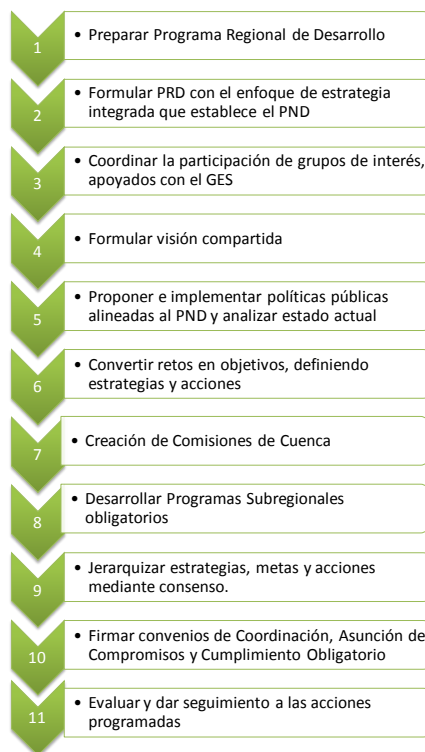 1
• Preparar Programa Regional de Desarrollo
2
• Formular PRD con el enfoque de estrategia
integrada que establece el PND
3
• Coordinar la participación de grupos de interés,
apoyados con el GES
4
• Formular visión compartida
5
• Proponer e implementar políticas públicas
alineadas al PND y analizar estado actual
6
• Convertir retos en objetivos, definiendo
estrategias y acciones
7
• Creación de Comisiones de Cuenca
8
• Desarrollar Programas Subregionales
obligatorios
9
• Jerarquizar estrategias, metas y acciones
mediante consenso.
10
• Firmar convenios de Coordinación, Asunción de
Compromisos y Cumplimiento Obligatorio
11
• Evaluar y dar seguimiento a las acciones
programadas